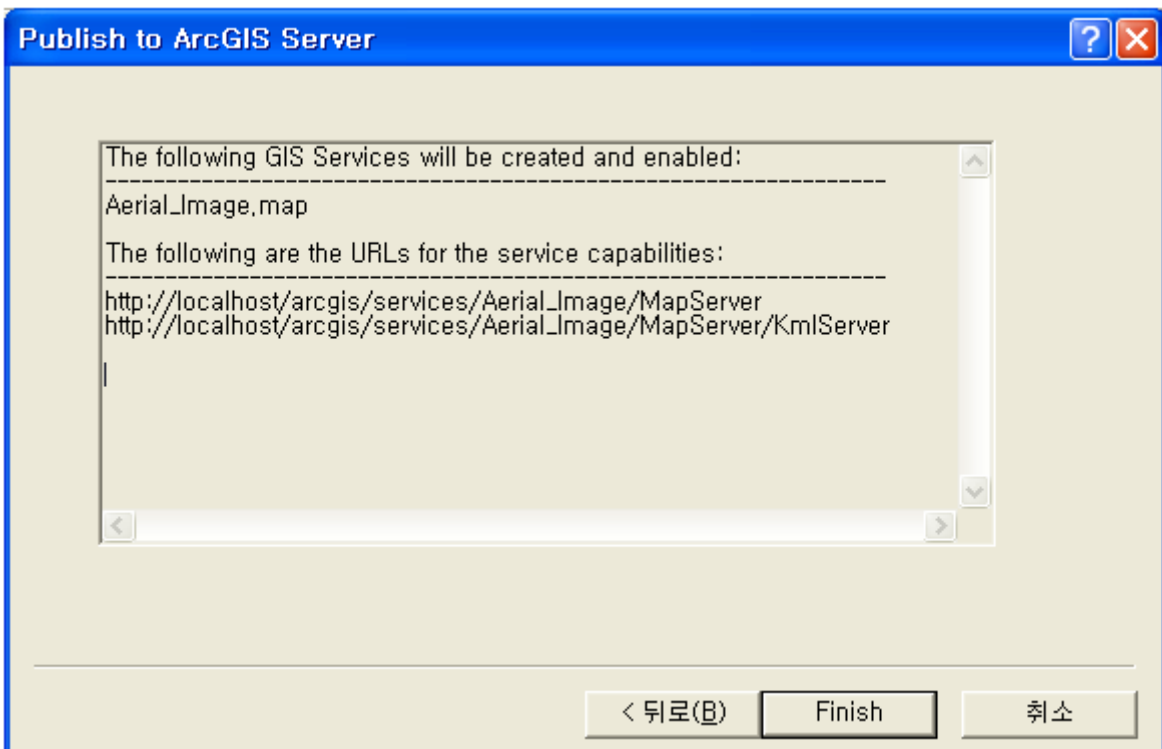 Publish to ArcGIS Server
The following GIS Services will be created and enabled:
-----------------------------------------------------------------
Aerial_Image.map
The following are the URLs for the service capabilities:
-----------------------------------------------------------------
http://localhost/arcgis/services/Aerial_Image/MapServer
http://localhost/arcgis/services/Aerial_Image/MapServer/KmlServer
< 뒤로(B) Finish 취소